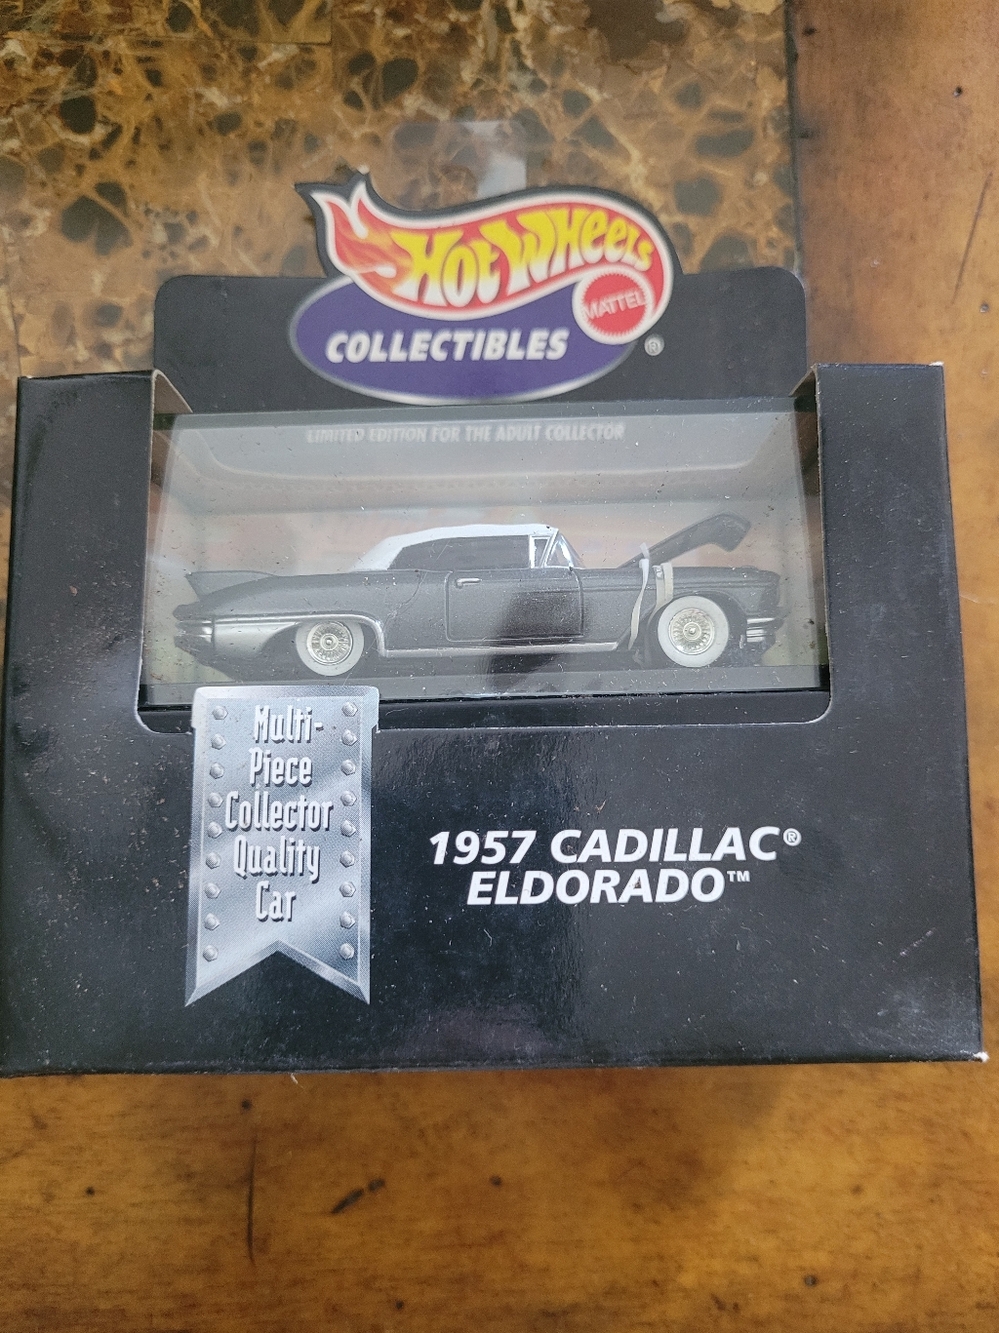 HOT WHEELS
MATTEL
COLLECTIBLES
®
LIMITED EDITION FOR THE ADULT COLLECTOR
Multi-
Piece
Collector
Quality
Car
1957 CADILLAC®
ELDORADO™